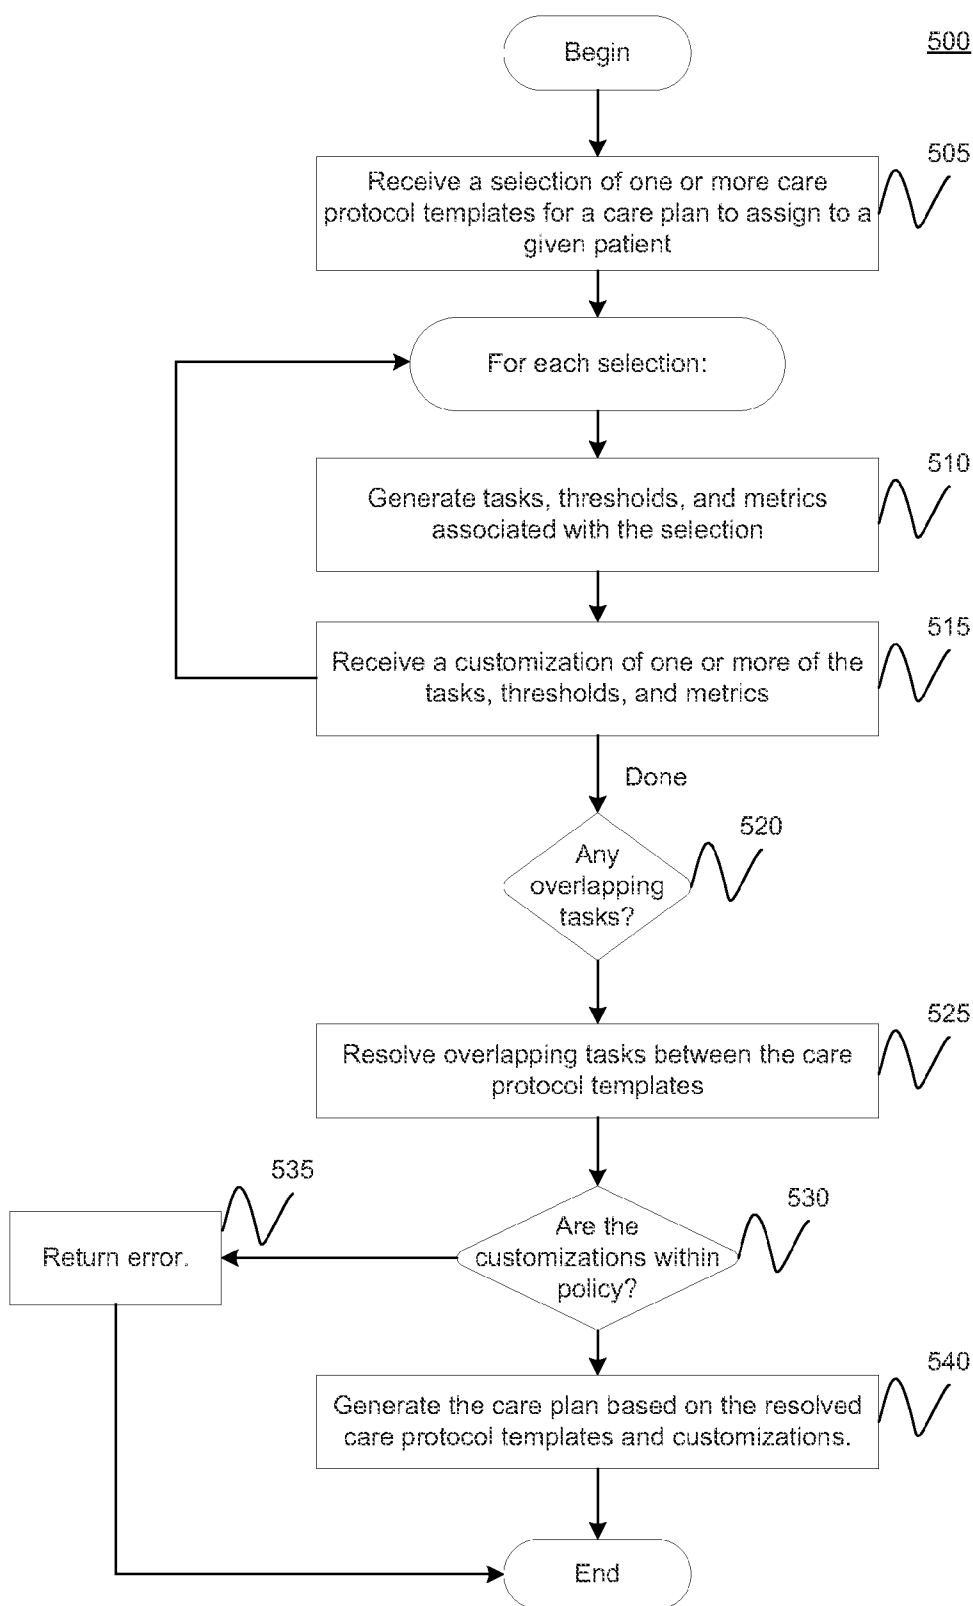 Begin
500
505
Receive a selection of one or more care
protocol templates for a care plan to assign to a
given patient
For each selection:
510
Generate tasks, thresholds, and metrics
associated with the selection
515
Receive a customization of one or more of the
tasks, thresholds, and metrics
Done
520
Any
overlapping
tasks?
525
Resolve overlapping tasks between the care
protocol templates
535
530
Return error.
Are the
customizations within
policy?
540
Generate the care plan based on the resolved
care protocol templates and customizations.
End